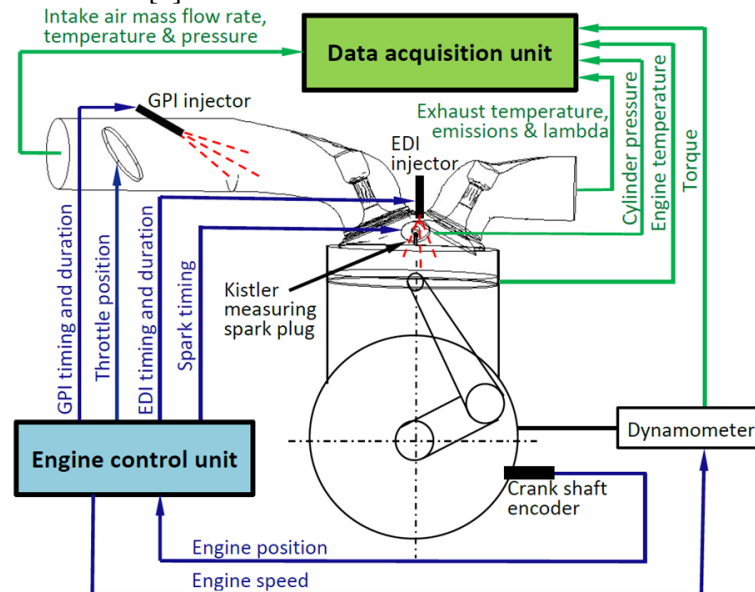 [5]
Intake air mass flow rate,
temperature & pressure
Data acquisition unit
GPI injector
Exhaust temperature,
emissions & lambda
EDI
injector
Cylinder pressure
Engine temperature
Torque
GPI timing and duration
Throttle position
EDI timing and duration
Spark timing
Kistler
measuring
spark plug
Engine control unit
Dynamometer
Crank shaft
encoder
Engine position
Engine speed